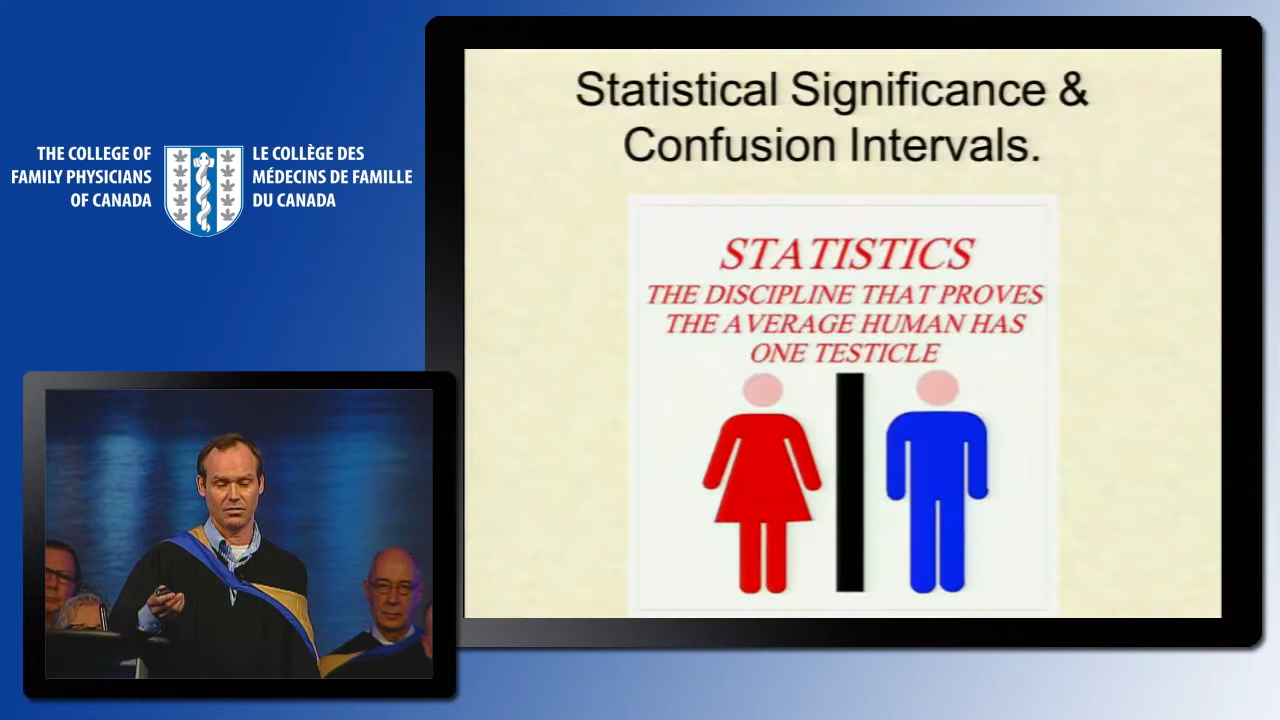 THE COLLEGE OF
FAMILY PHYSICIANS
OF CANADA
LE COLLÈGE DES
MÉDECINS DE FAMILLE
DU CANADA
Statistical Significance &
Confusion Intervals.
STATISTICS
THE DISCIPLINE THAT PROVES
THE AVERAGE HUMAN HAS
ONE TESTICLE